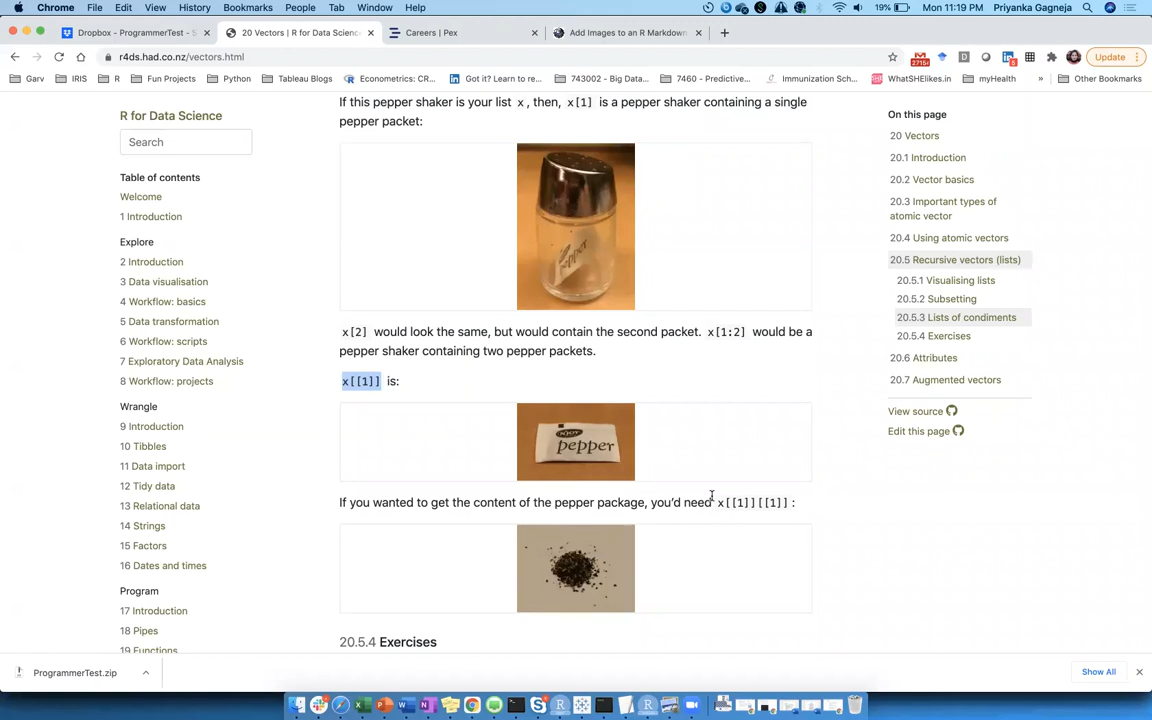 Chrome File Edit View History Bookmarks People Tab Window Help 19% Mon 11:19 PM Priyanka Gagneja
Dropbox - ProgrammerTest - S 20 Vectors | R for Data Science Careers | Pex Add Images to an R Markdown
r4ds.had.co.nz/vectors.html Update
Garv IRIS R Fun Projects Python Tableau Blogs Econometrics: CR... Got it? Learn to re... 743002 - Big Data... 7460 - Predictive... Immunization Sch... WhatSHElikes.in myHealth » Other Bookmarks
R for Data Science
Search
Table of contents
Welcome
1 Introduction
Explore
2 Introduction
3 Data visualisation
4 Workflow: basics
5 Data transformation
6 Workflow: scripts
7 Exploratory Data Analysis
8 Workflow: projects
Wrangle
9 Introduction
10 Tibbles
11 Data import
12 Tidy data
13 Relational data
14 Strings
15 Factors
16 Dates and times
Program
17 Introduction
18 Pipes
19 Functions
If this pepper shaker is your list x, then, x[1] is a pepper shaker containing a single
pepper packet:
pepper
x[2] would look the same, but would contain the second packet. x[1:2] would be a
pepper shaker containing two pepper packets.
x[[1]] is:
NJOY
pepper
If you wanted to get the content of the pepper package, you'd need x[[1]][[1]]:
20.5.4 Exercises
On this page
20 Vectors
20.1 Introduction
20.2 Vector basics
20.3 Important types of
atomic vector
20.4 Using atomic vectors
20.5 Recursive vectors (lists)
20.5.1 Visualising lists
20.5.2 Subsetting
20.5.3 Lists of condiments
20.5.4 Exercises
20.6 Attributes
20.7 Augmented vectors
View source
Edit this page
ProgrammerTest.zip Show All